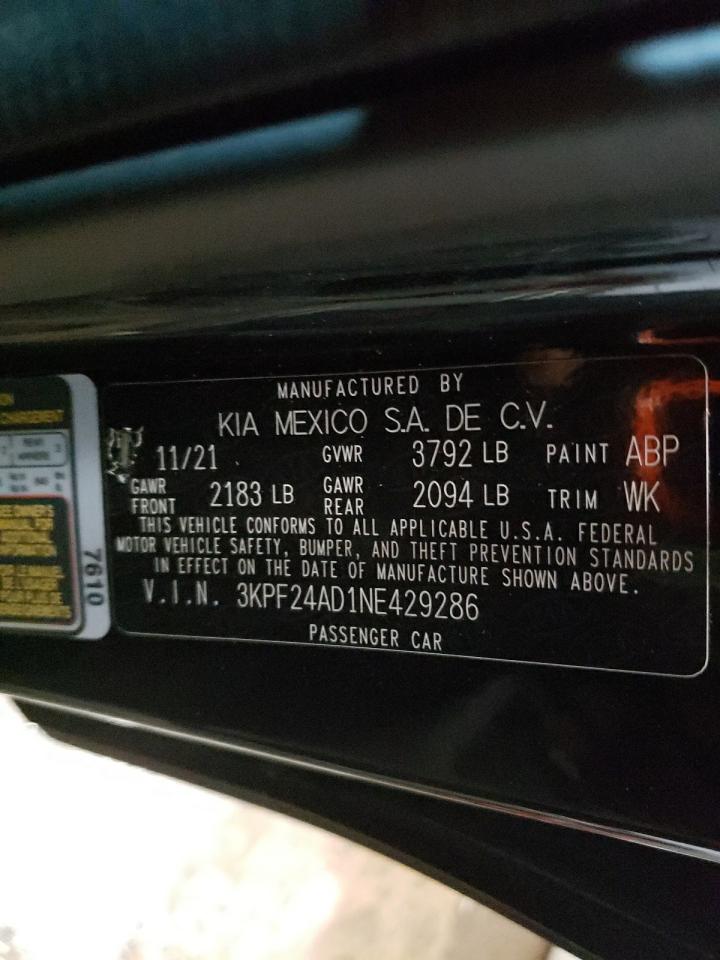 MANUFACTURED BY
KIA MEXICO S.A. DE C.V.
11/21 GVWR 3792 LB PAINT ABP
GAWR FRONT 2183 LB GAWR REAR 2094 LB TRIM WK
THIS VEHICLE CONFORMS TO ALL APPLICABLE U.S.A. FEDERAL
MOTOR VEHICLE SAFETY, BUMPER, AND THEFT PREVENTION STANDARDS
IN EFFECT ON THE DATE OF MANUFACTURE SHOWN ABOVE.
V.I.N. 3KPF24AD1NE429286
PASSENGER CAR
7610